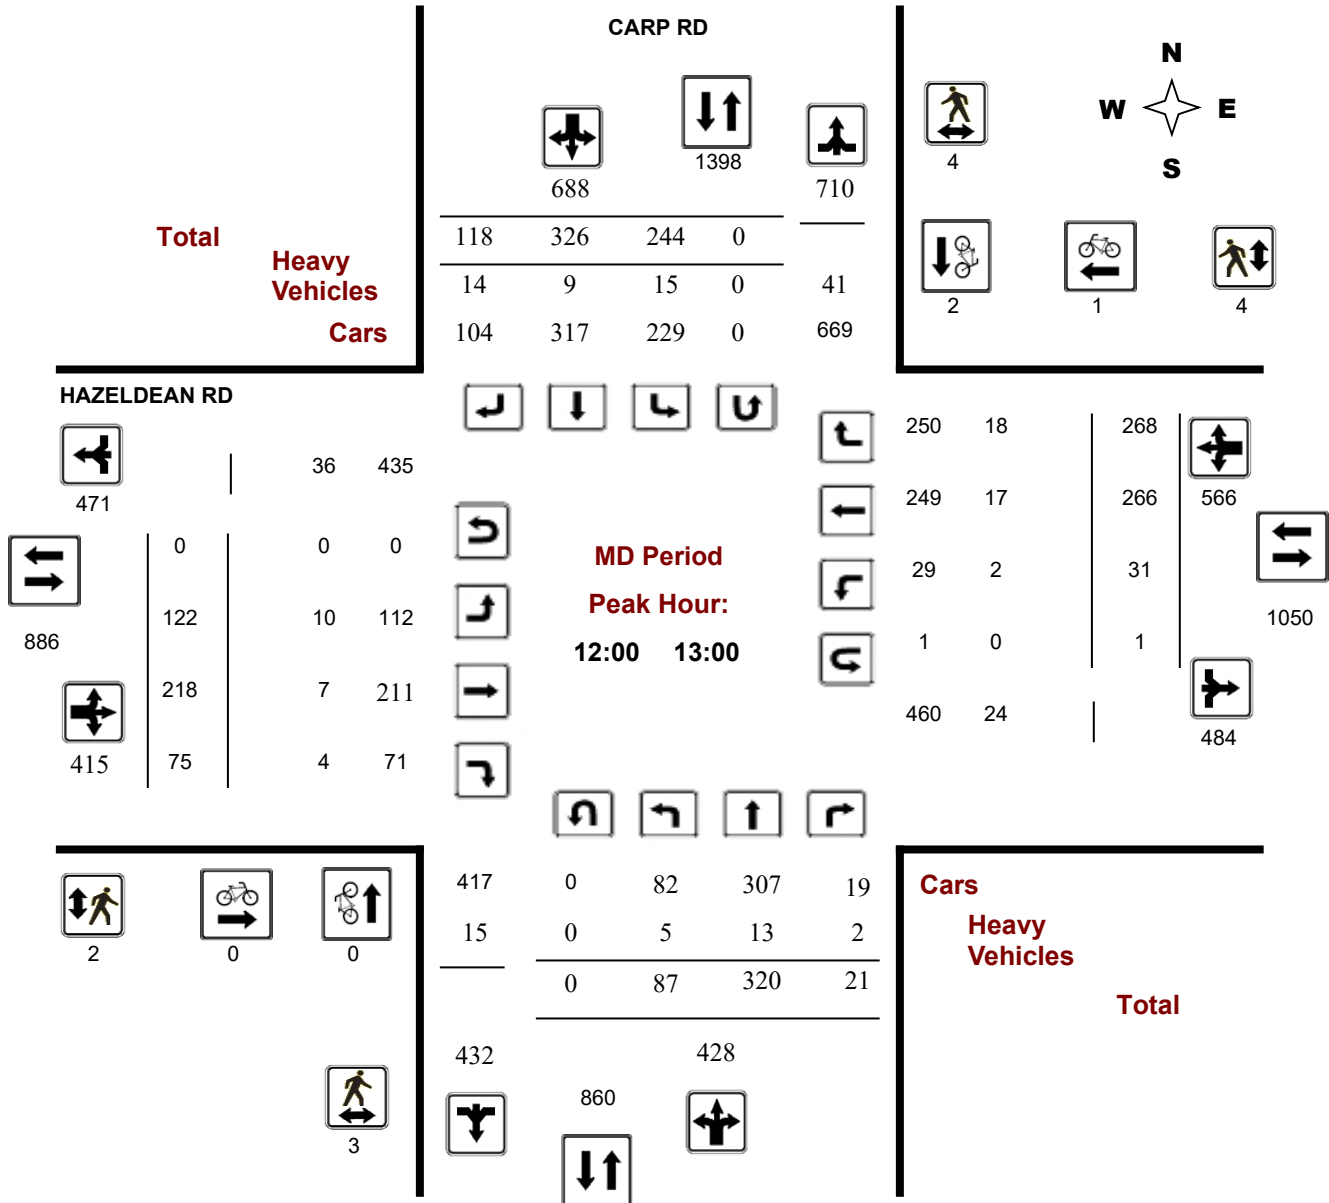 CARP RD
N
W E
S
1398
4
688
710
Total
118 326 244 0
Heavy
Vehicles
14 9 15 0 41
Cars
104 317 229 0 669
2 1 4
HAZELDEAN RD
250 18 268
36 435
471
249 17 266 566
0 0 0
MD Period
29 2 31
Peak Hour:
122 10 112
1050
886
12:00 13:00
1 0 1
218 7 211
460 24
484
415 75 4 71
417 0 82 307 19
Cars
15 0 5 13 2
Heavy
Vehicles
2 0 0
0 87 320 21
Total
432 428
860
3